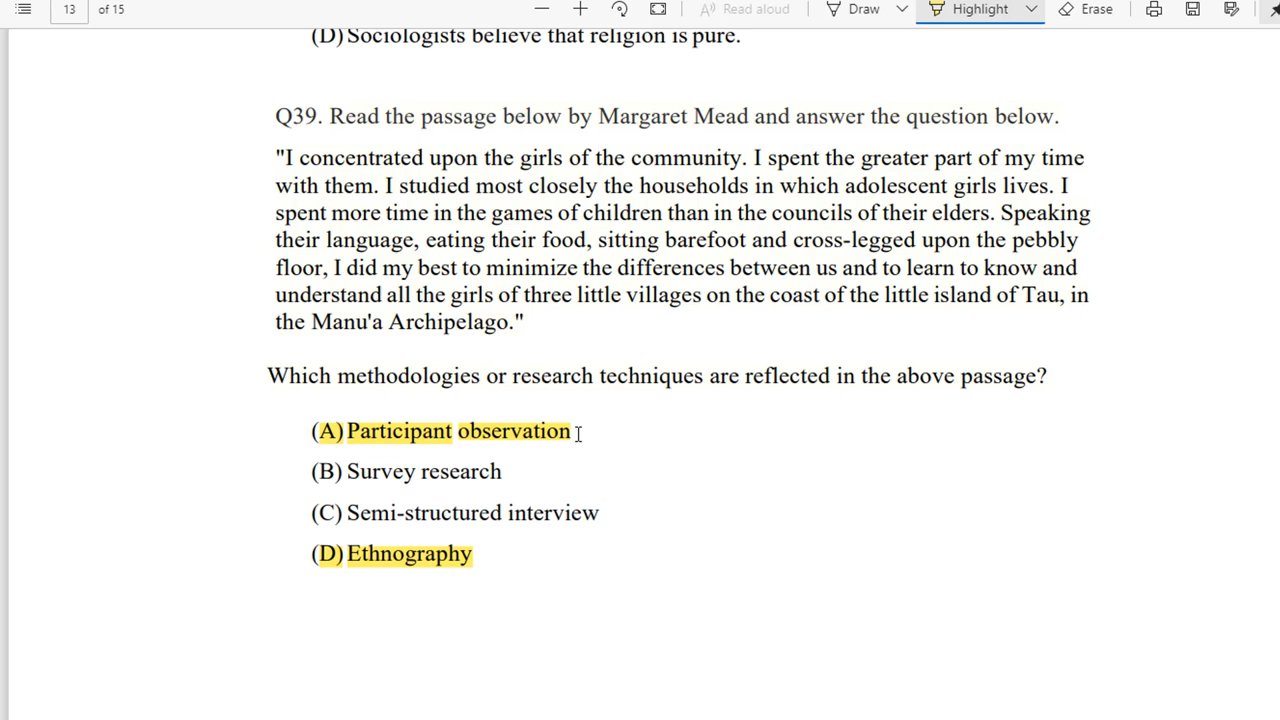 13 of 15 Read aloud Draw Highlight Erase
(D) Sociologists believe that religion is pure.
Q39. Read the passage below by Margaret Mead and answer the question below.
"I concentrated upon the girls of the community. I spent the greater part of my time
with them. I studied most closely the households in which adolescent girls lives. I
spent more time in the games of children than in the councils of their elders. Speaking
their language, eating their food, sitting barefoot and cross-legged upon the pebbly
floor, I did my best to minimize the differences between us and to learn to know and
understand all the girls of three little villages on the coast of the little island of Tau, in
the Manu'a Archipelago."
Which methodologies or research techniques are reflected in the above passage?
(A) Participant observation
(B) Survey research
(C) Semi-structured interview
(D) Ethnography